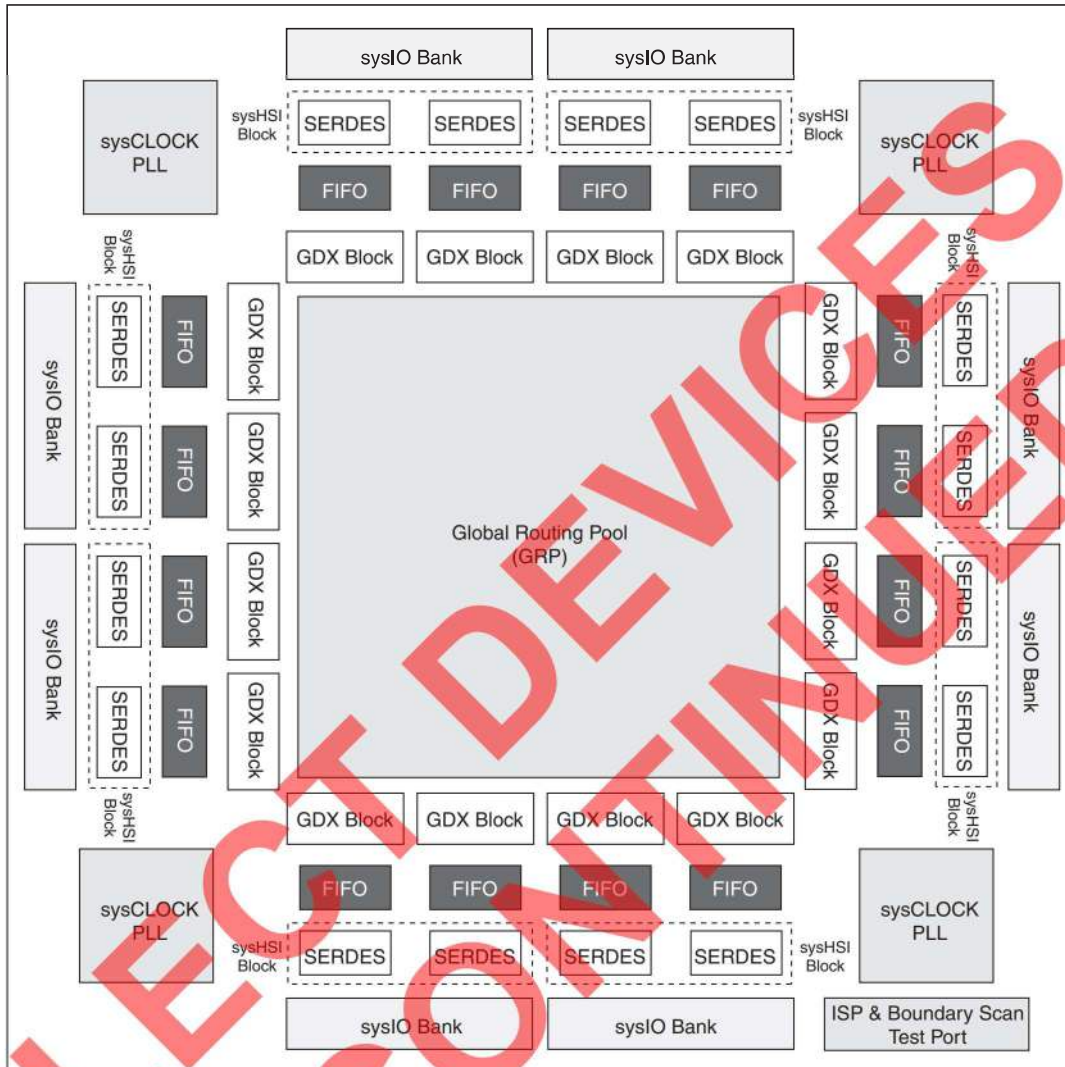 sysIO Bank
sysIO Bank
sysCLOCK
PLL
sysHSI
Block
SERDES
SERDES
SERDES
SERDES
sysHSI
Block
sysCLOCK
PLL
FIFO
FIFO
FIFO
FIFO
sysHSI
Block
GDX Block
GDX Block
GDX Block
GDX Block
sysHSI
Block
sysIO Bank
SERDES
FIFO
GDX Block
GDX Block
FIFO
SERDES
sysIO Bank
SERDES
FIFO
GDX Block
GDX Block
FIFO
SERDES
Global Routing Pool
(GRP)
sysIO Bank
SERDES
FIFO
GDX Block
GDX Block
FIFO
SERDES
sysIO Bank
SERDES
FIFO
GDX Block
GDX Block
FIFO
SERDES
sysHSI
Block
GDX Block
GDX Block
GDX Block
GDX Block
sysHSI
Block
sysCLOCK
PLL
FIFO
FIFO
FIFO
FIFO
sysCLOCK
PLL
sysHSI
Block
SERDES
SERDES
SERDES
SERDES
sysHSI
Block
sysIO Bank
sysIO Bank
ISP & Boundary Scan
Test Port
LECT DEVICES
CONTINUED